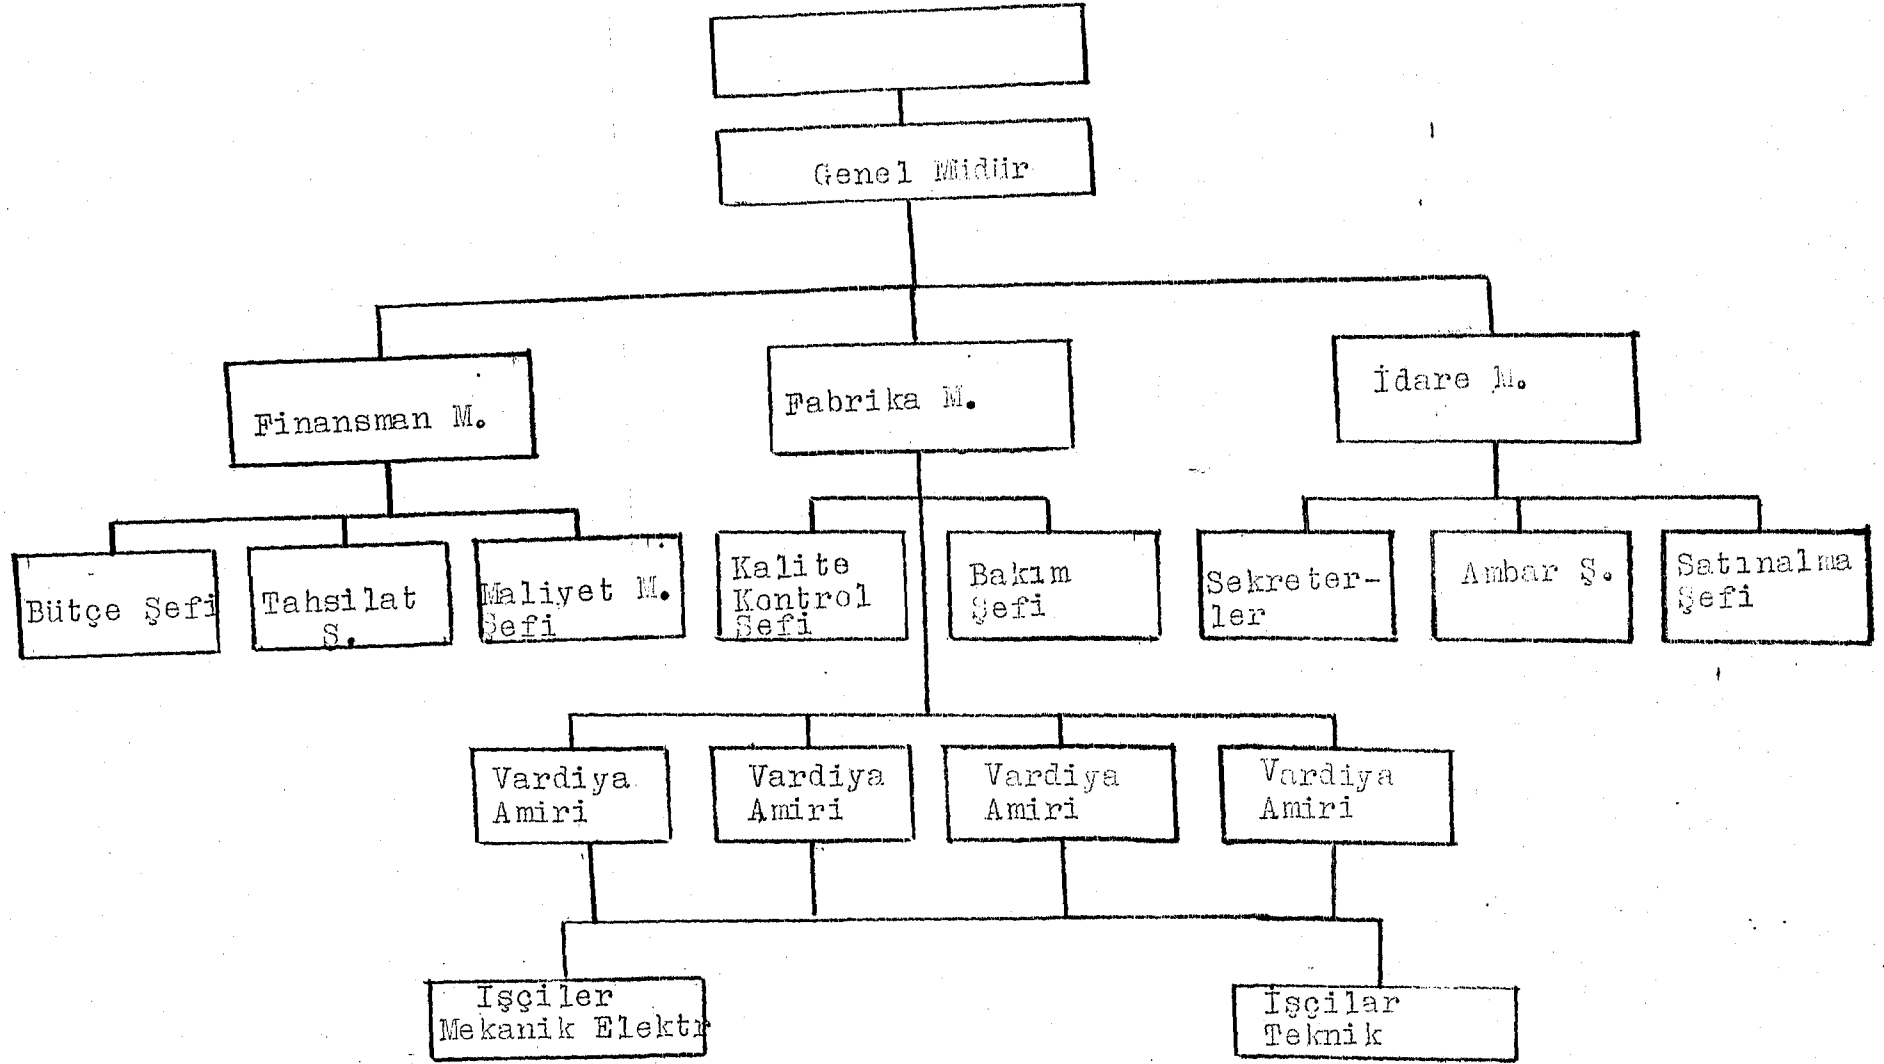 Genel Müdür
Finansman M.
Fabrika M.
İdare M.
Bütçe Şefi
Tahsilat
Ş.
Maliyet M.
Şefi
Kalite
Kontrol
Şefi
Bakım
Şefi
Sekreter-
ler
Ambar Ş.
Satınalma
Şefi
Vardiya
Amiri
Vardiya
Amiri
Vardiya
Amiri
Vardiya
Amiri
İşçiler
Mekanik Elektr
İşçilar
Teknik